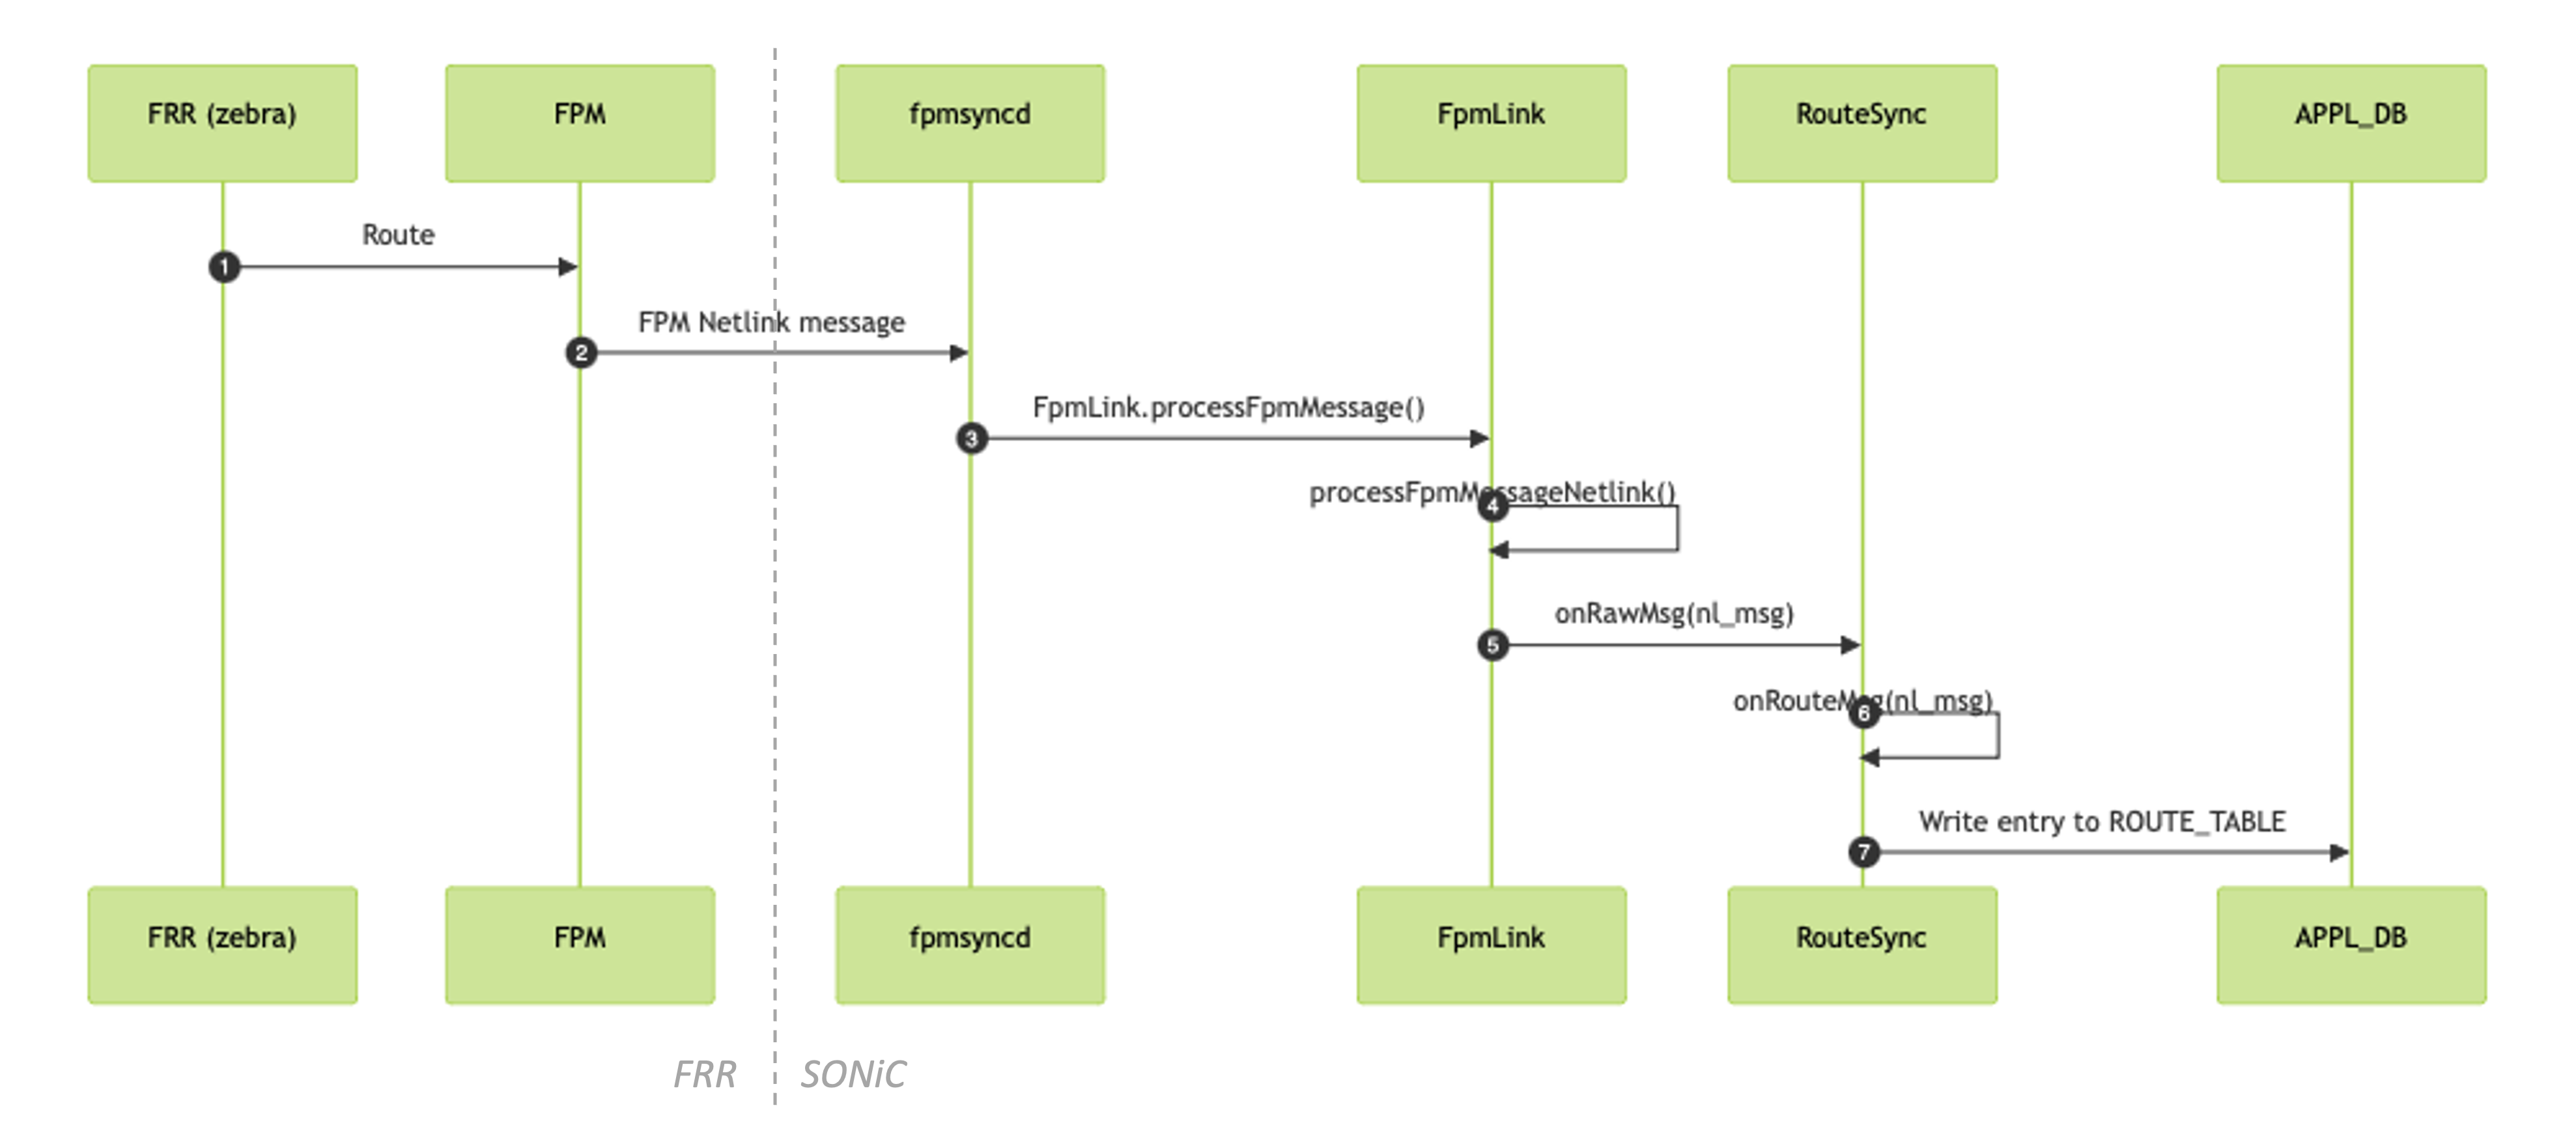 FRR (zebra)
FPM
fpmsyncd
FpmLink
RouteSync
APPL_DB
Route
1
FPM Netlink message
2
FpmLink.processFpmMessage()
3
processFpmMessageNetlink()
4
onRawMsg(nl_msg)
5
onRouteMsg(nl_msg)
6
Write entry to ROUTE_TABLE
7
FRR (zebra)
FPM
fpmsyncd
FpmLink
RouteSync
APPL_DB
FRR
SONiC